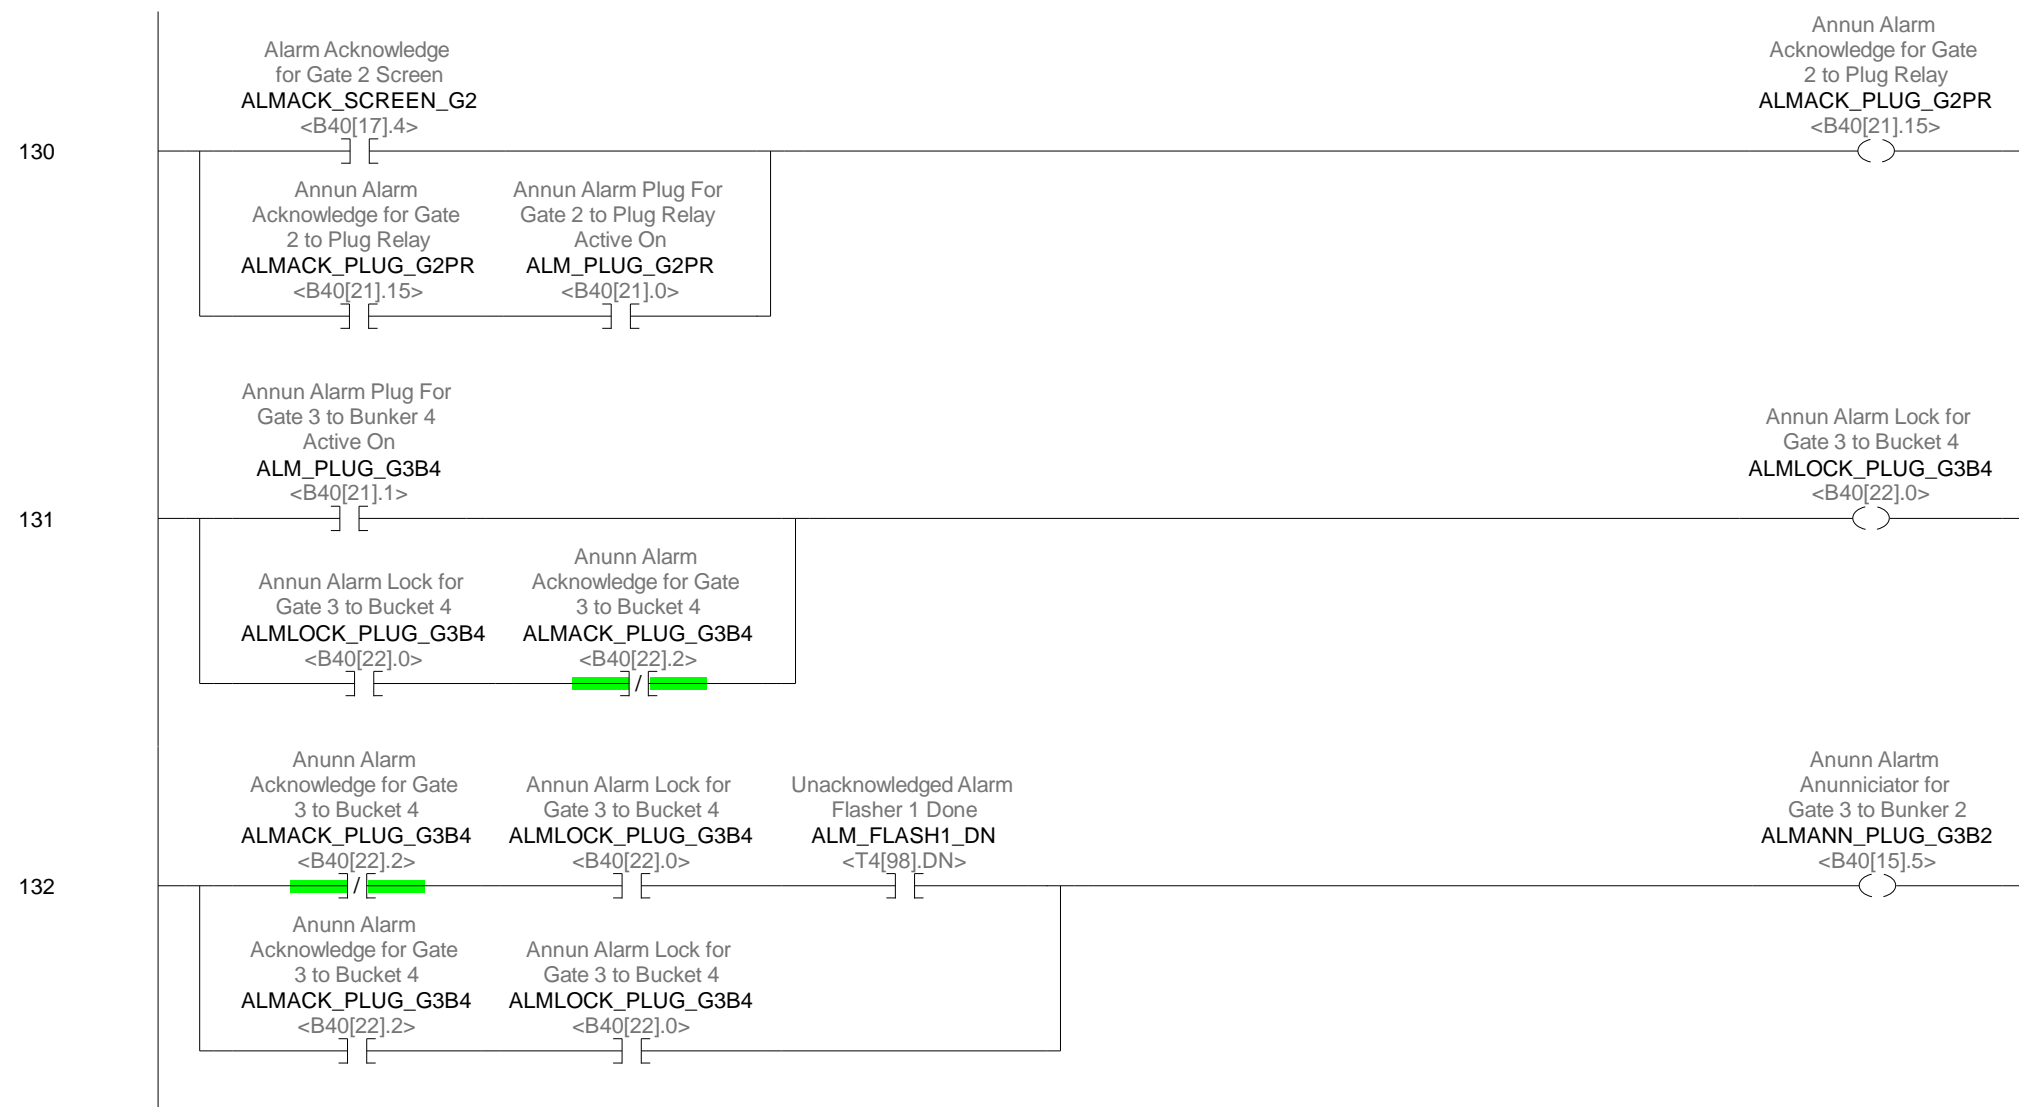 Alarm Acknowledge
for Gate 2 Screen
ALMACK_SCREEN_G2
<B40[17].4>
Annun Alarm
Acknowledge for Gate
2 to Plug Relay
ALMACK_PLUG_G2PR
<B40[21].15>
130
Annun Alarm
Acknowledge for Gate
2 to Plug Relay
ALMACK_PLUG_G2PR
<B40[21].15>
Annun Alarm Plug For
Gate 2 to Plug Relay
Active On
ALM_PLUG_G2PR
<B40[21].0>
Annun Alarm Plug For
Gate 3 to Bunker 4
Active On
ALM_PLUG_G3B4
<B40[21].1>
Annun Alarm Lock for
Gate 3 to Bucket 4
ALMLOCK_PLUG_G3B4
<B40[22].0>
131
Annun Alarm Lock for
Gate 3 to Bucket 4
ALMLOCK_PLUG_G3B4
<B40[22].0>
Anunn Alarm
Acknowledge for Gate
3 to Bucket 4
ALMACK_PLUG_G3B4
<B40[22].2>
/
Anunn Alarm
Acknowledge for Gate
3 to Bucket 4
ALMACK_PLUG_G3B4
<B40[22].2>
/
Annun Alarm Lock for
Gate 3 to Bucket 4
ALMLOCK_PLUG_G3B4
<B40[22].0>
Unacknowledged Alarm
Flasher 1 Done
ALM_FLASH1_DN
<T4[98].DN>
Anunn Alartm
Anunniciator for
Gate 3 to Bunker 2
ALMANN_PLUG_G3B2
<B40[15].5>
132
Anunn Alarm
Acknowledge for Gate
3 to Bucket 4
ALMACK_PLUG_G3B4
<B40[22].2>
Annun Alarm Lock for
Gate 3 to Bucket 4
ALMLOCK_PLUG_G3B4
<B40[22].0>